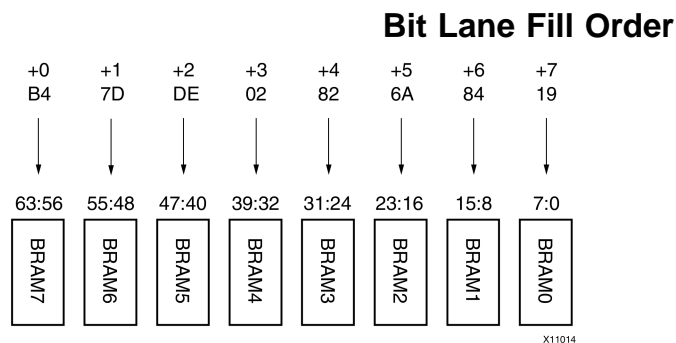 Bit Lane Fill Order
+0 +1 +2 +3 +4 +5 +6 +7
B4 7D DE 02 82 6A 84 19
63:56 55:48 47:40 39:32 31:24 23:16 15:8 7:0
BRAM7 BRAM6 BRAM5 BRAM4 BRAM3 BRAM2 BRAM1 BRAM0
X11014